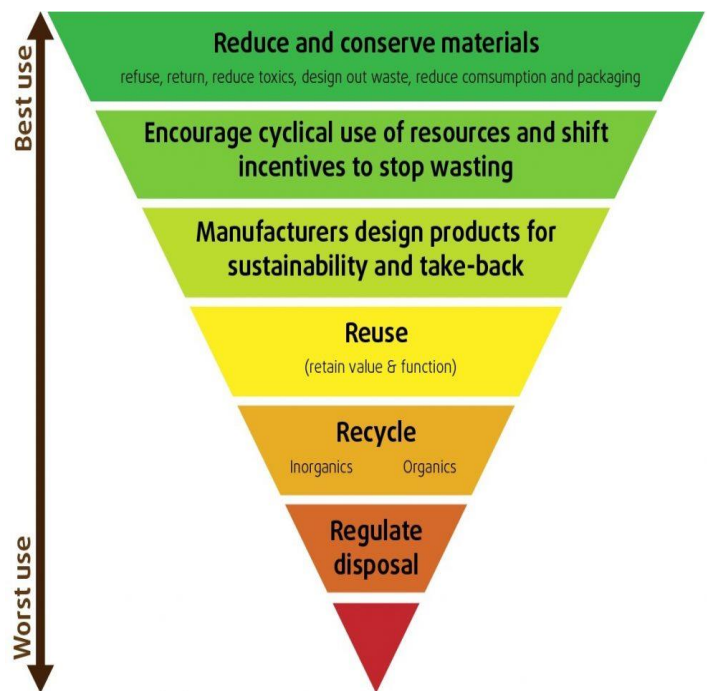 Best use
Reduce and conserve materials
refuse, return, reduce toxics, design out waste, reduce comsumption and packaging
Encourage cyclical use of resources and shift
incentives to stop wasting
Manufacturers design products for
sustainability and take-back
Reuse
(retain value & function)
Recycle
Inorganics Organics
Regulate
disposal
Worst use